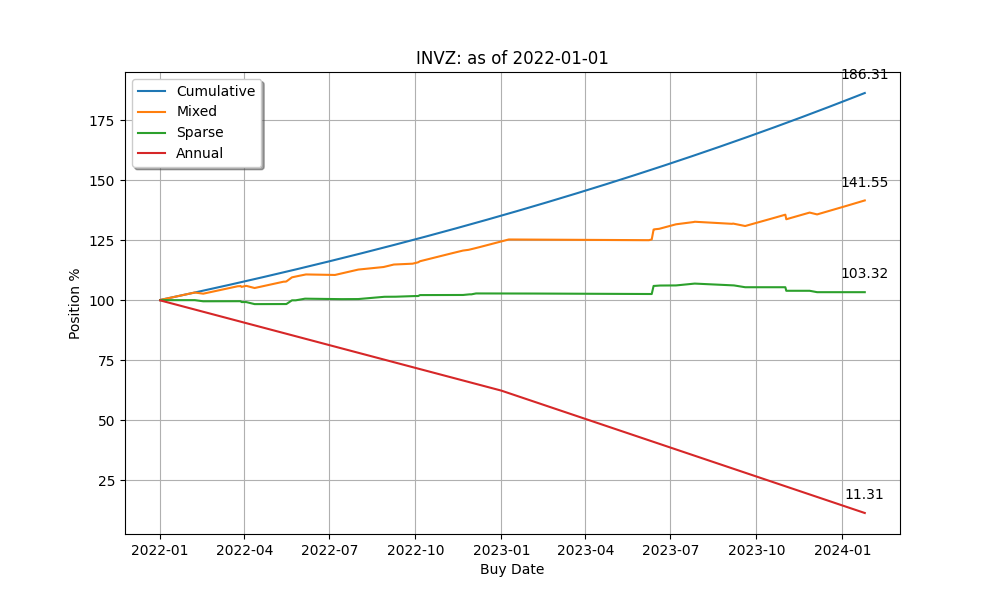 INVZ: as of 2022-01-01
186.31
Cumulative
Mixed
Sparse
Annual
141.55
103.32
11.31
175
150
125
100
75
50
25
Position %
2022-01 2022-04 2022-07 2022-10 2023-01 2023-04 2023-07 2023-10 2024-01
Buy Date